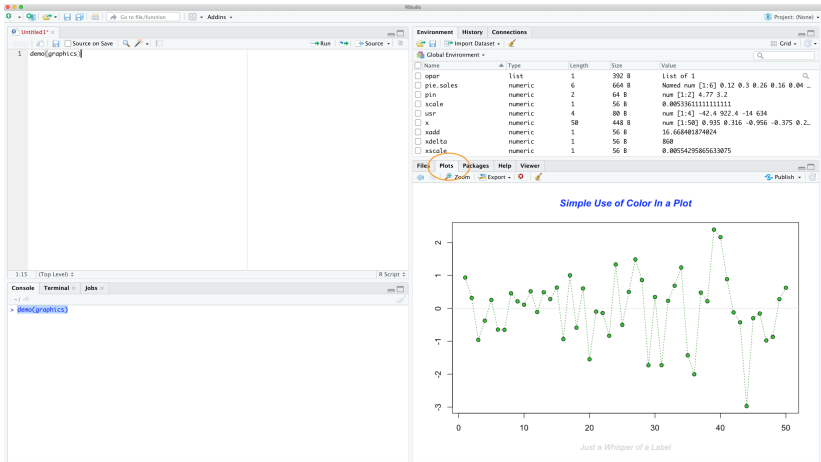 RStudio
Go to file/function
Addins
Project: (None)
Untitled1*
Source on Save
Run
Source
1 demo(graphics)
1:15 (Top Level) R Script
Console Terminal Jobs
~/
> demo(graphics)
Environment History Connections
Import Dataset
Grid
Global Environment
Name Type Length Size Value
opar list 1 392 B List of 1
pie.sales numeric 6 664 B Named num [1:6] 0.12 0.3 0.26 0.16 0.04 …
pin numeric 2 64 B num [1:2] 4.77 3.2
scale numeric 1 56 B 0.00533611111111111
usr numeric 4 80 B num [1:4] -42.4 922.4 -14 634
x numeric 50 448 B num [1:50] 0.935 0.316 -0.956 -0.375 0.2…
xadd numeric 1 56 B 16.668401874024
xdelta numeric 1 56 B 860
xscale numeric 1 56 B 0.00554295865633075
Files Plots Packages Help Viewer
Zoom Export Publish
Simple Use of Color In a Plot
2
1
0
-1
-2
-3
0 10 20 30 40 50
Just a Whisper of a Label